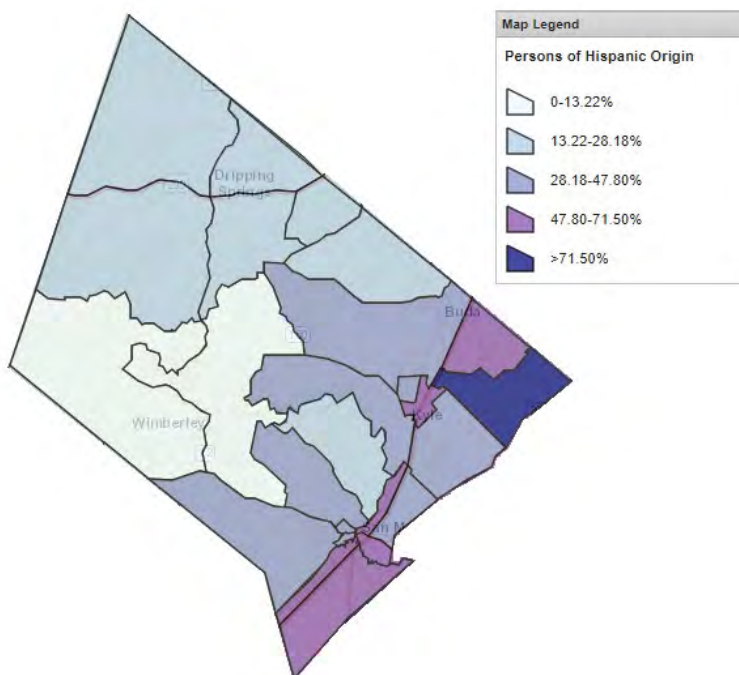 Map Legend
Persons of Hispanic Origin
0-13.22%
13.22-28.18%
28.18-47.80%
47.80-71.50%
>71.50%
Dripping
Springs
Buda
Kyle
Wimberley
San M